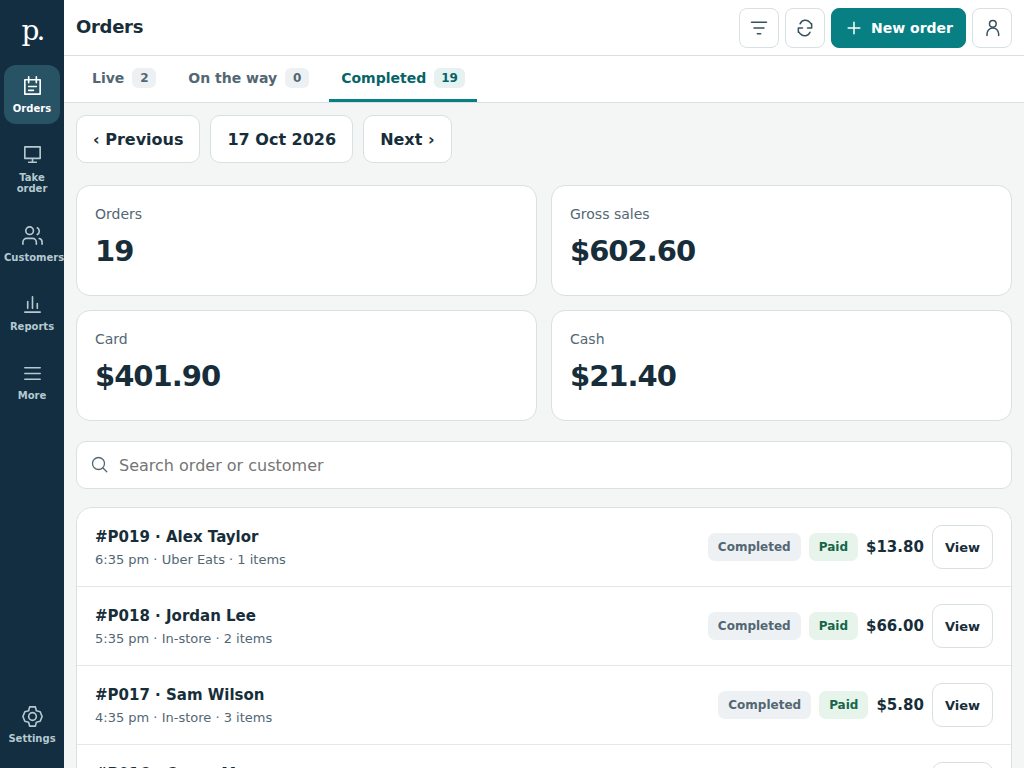 p.
Orders
New order
Orders
Take
order
Customers
Reports
More
Settings
Live 2
On the way 0
Completed 19
‹ Previous
17 Oct 2026
Next ›
Orders
19
Gross sales
$602.60
Card
$401.90
Cash
$21.40
Search order or customer
#P019 · Alex Taylor
6:35 pm · Uber Eats · 1 items
Completed
Paid
$13.80
View
#P018 · Jordan Lee
5:35 pm · In-store · 2 items
Completed
Paid
$66.00
View
#P017 · Sam Wilson
4:35 pm · In-store · 3 items
Completed
Paid
$5.80
View